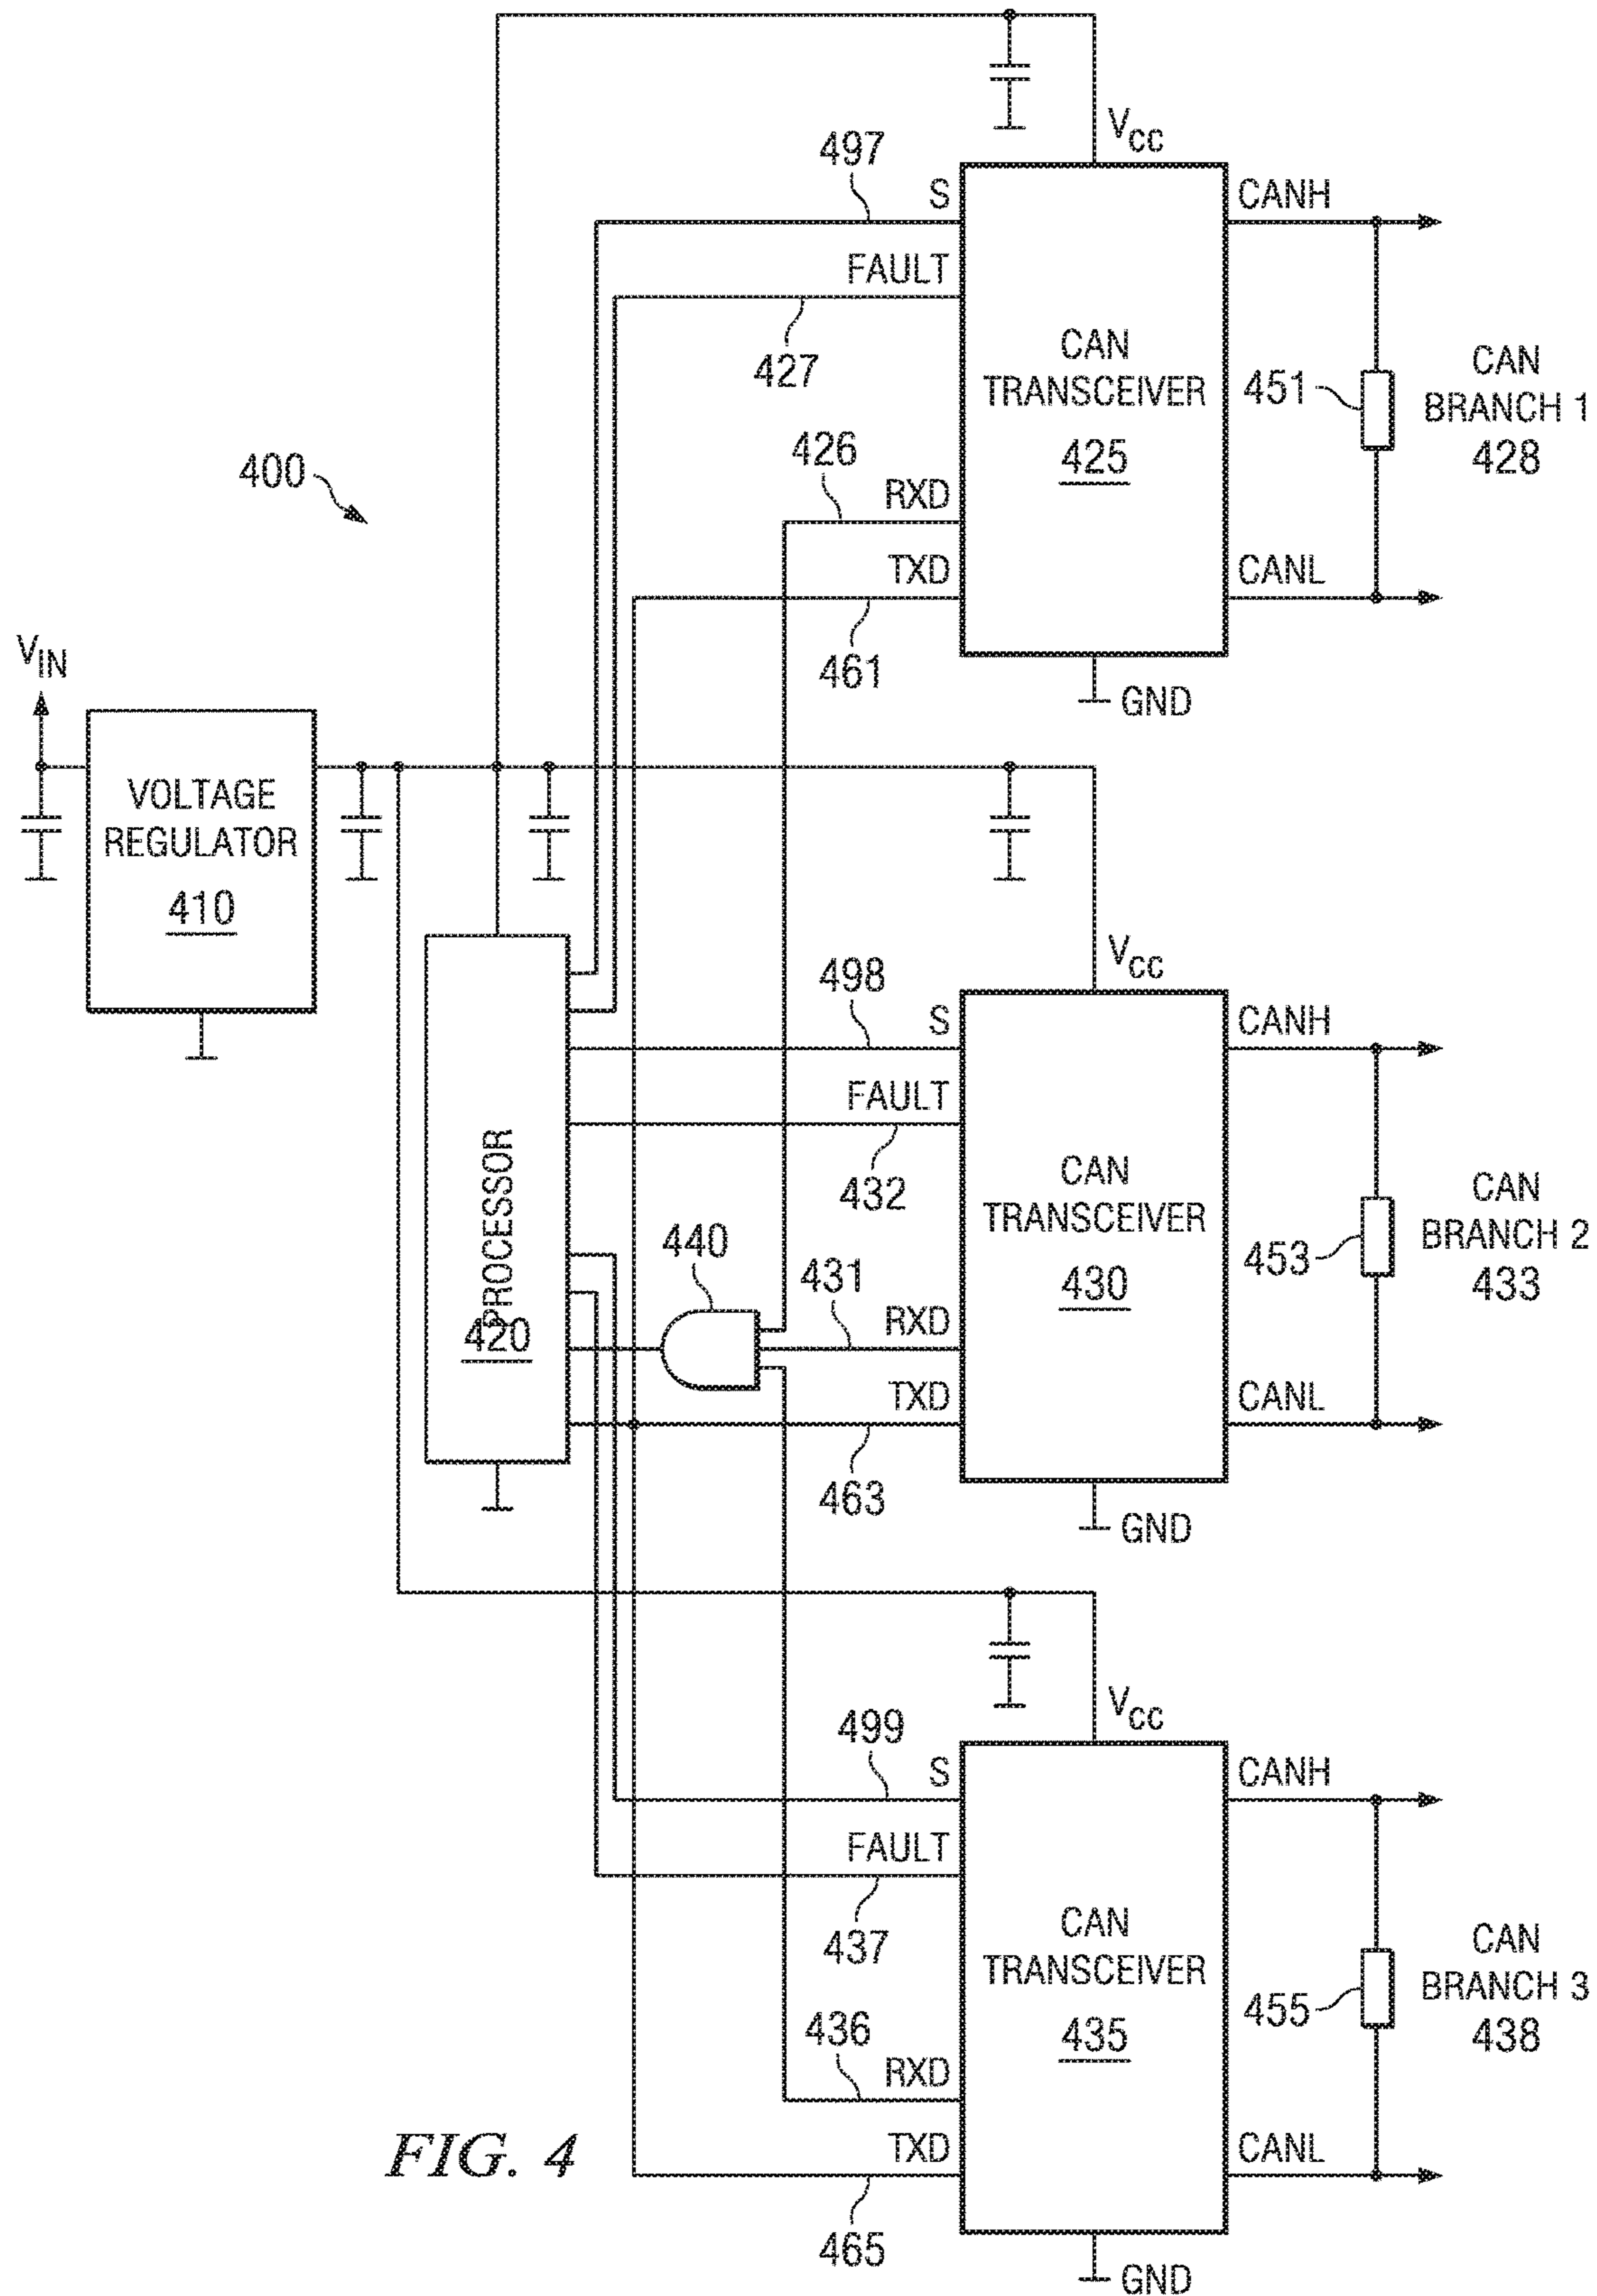 V_CC
497
S
CANH
FAULT
427
CAN
TRANSCEIVER
425
451
CAN
BRANCH 1
428
400
426
RXD
TXD
CANL
461
GND
V_IN
VOLTAGE
REGULATOR
410
V_CC
498
S
CANH
FAULT
432
PROCESSOR
420
CAN
TRANSCEIVER
430
453
CAN
BRANCH 2
433
440
431
RXD
TXD
CANL
463
GND
V_CC
499
S
CANH
FAULT
437
CAN
TRANSCEIVER
435
455
CAN
BRANCH 3
438
436
RXD
TXD
CANL
465
GND
FIG. 4